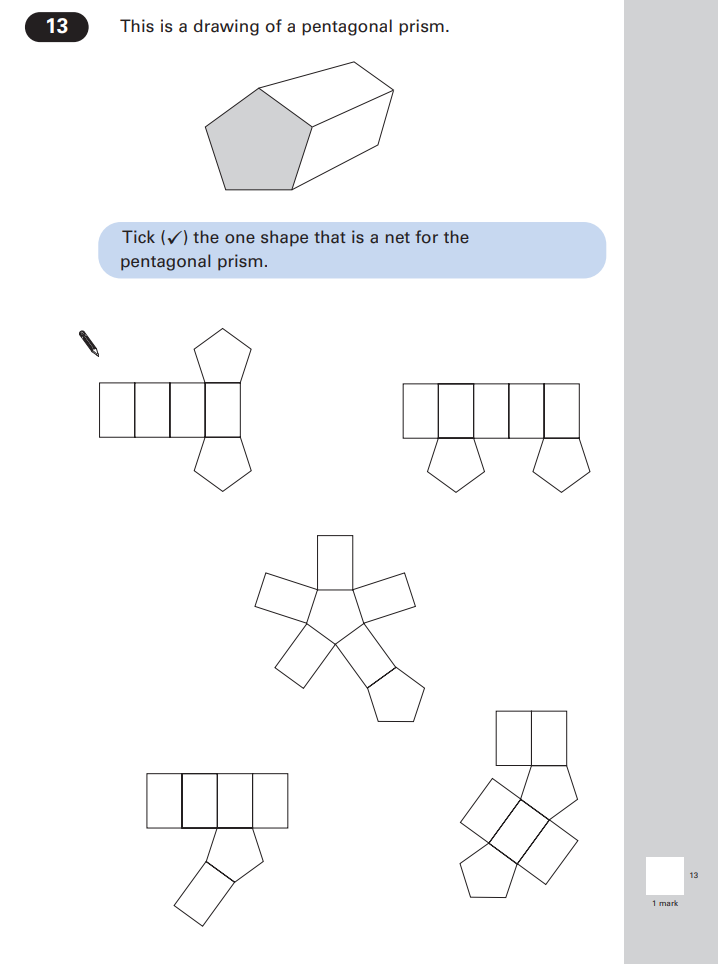 13
This is a drawing of a pentagonal prism.
Tick (✓) the one shape that is a net for the
pentagonal prism.
13
1 mark